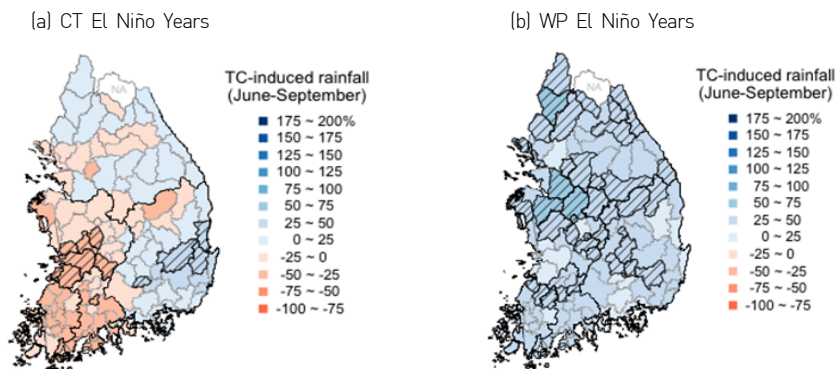 (a) CT El Niño Years
NA
TC-induced rainfall
(June-September)
175 ~ 200%
150 ~ 175
125 ~ 150
100 ~ 125
75 ~ 100
50 ~ 75
25 ~ 50
0 ~ 25
-25 ~ 0
-50 ~ -25
-75 ~ -50
-100 ~ -75
(b) WP El Niño Years
NA
TC-induced rainfall
(June-September)
175 ~ 200%
150 ~ 175
125 ~ 150
100 ~ 125
75 ~ 100
50 ~ 75
25 ~ 50
0 ~ 25
-25 ~ 0
-50 ~ -25
-75 ~ -50
-100 ~ -75